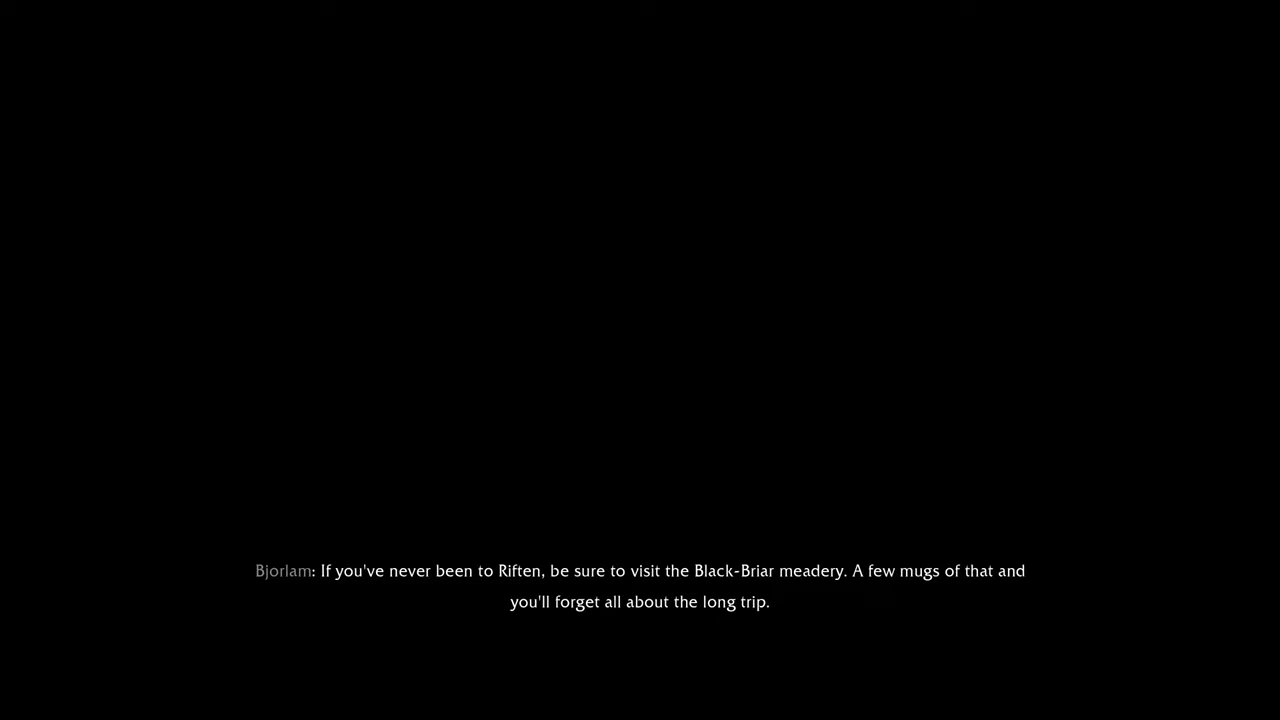 Bjorlam: If you've never been to Riften, be sure to visit the Black-Briar meadery. A few mugs of that and
you'll forget all about the long trip.